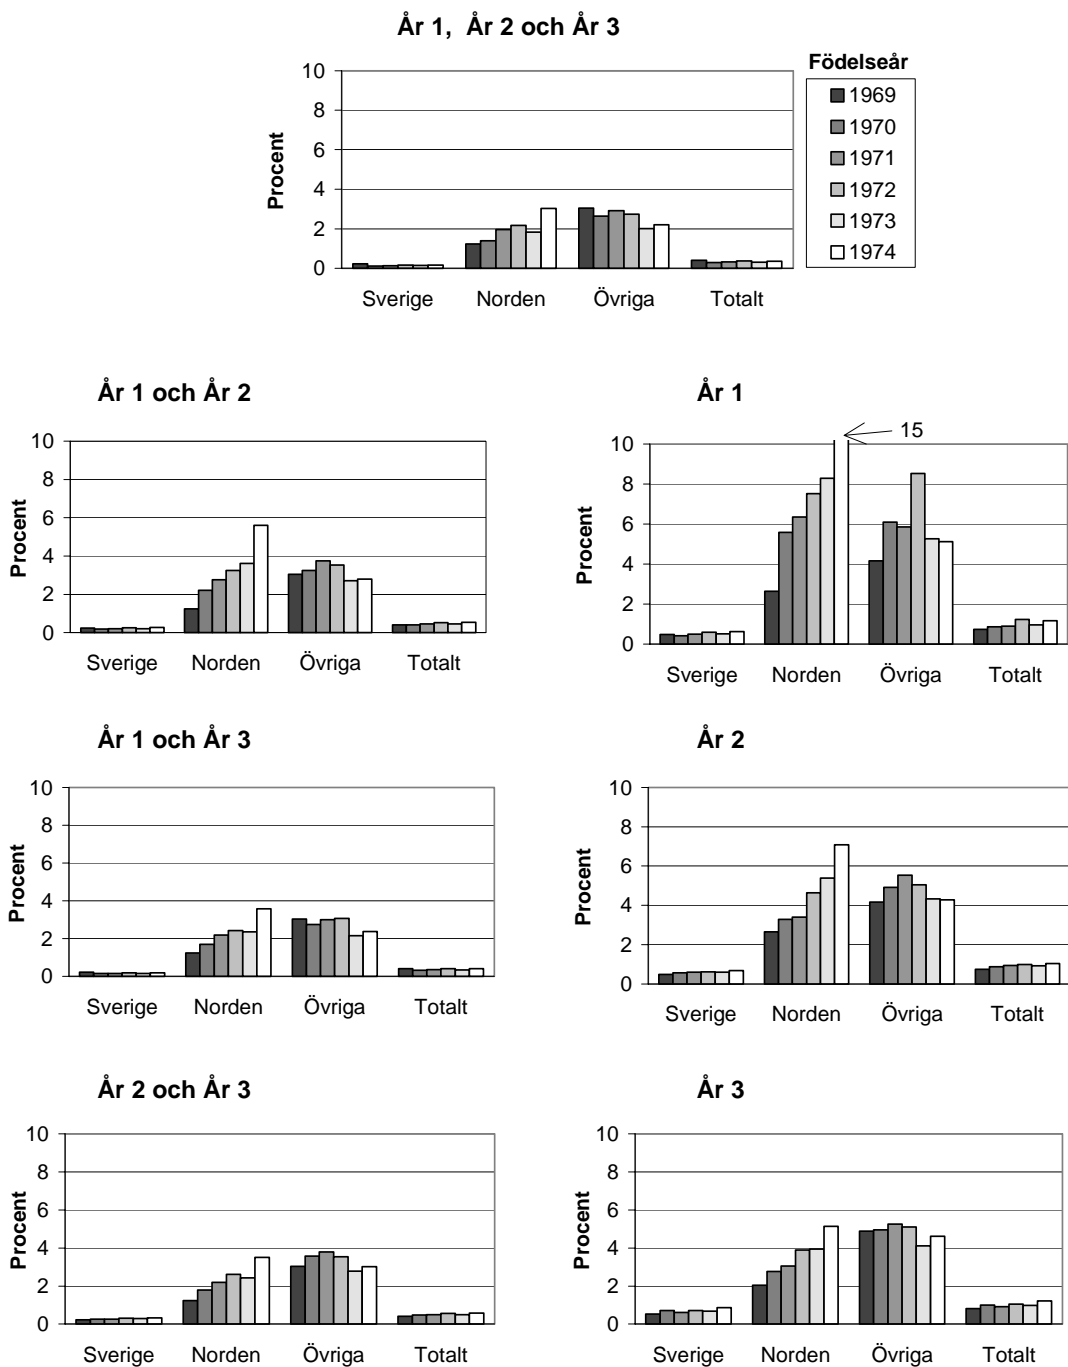 År 1, År 2 och År 3
Födelseår
1969
1970
1971
1972
1973
1974
Procent
10
8
6
4
2
0
Sverige Norden Övriga Totalt
År 1 och År 2
Procent
10
8
6
4
2
0
Sverige Norden Övriga Totalt
År 1
15
Procent
10
8
6
4
2
0
Sverige Norden Övriga Totalt
År 1 och År 3
Procent
10
8
6
4
2
0
Sverige Norden Övriga Totalt
År 2
Procent
10
8
6
4
2
0
Sverige Norden Övriga Totalt
År 2 och År 3
Procent
10
8
6
4
2
0
Sverige Norden Övriga Totalt
År 3
Procent
10
8
6
4
2
0
Sverige Norden Övriga Totalt